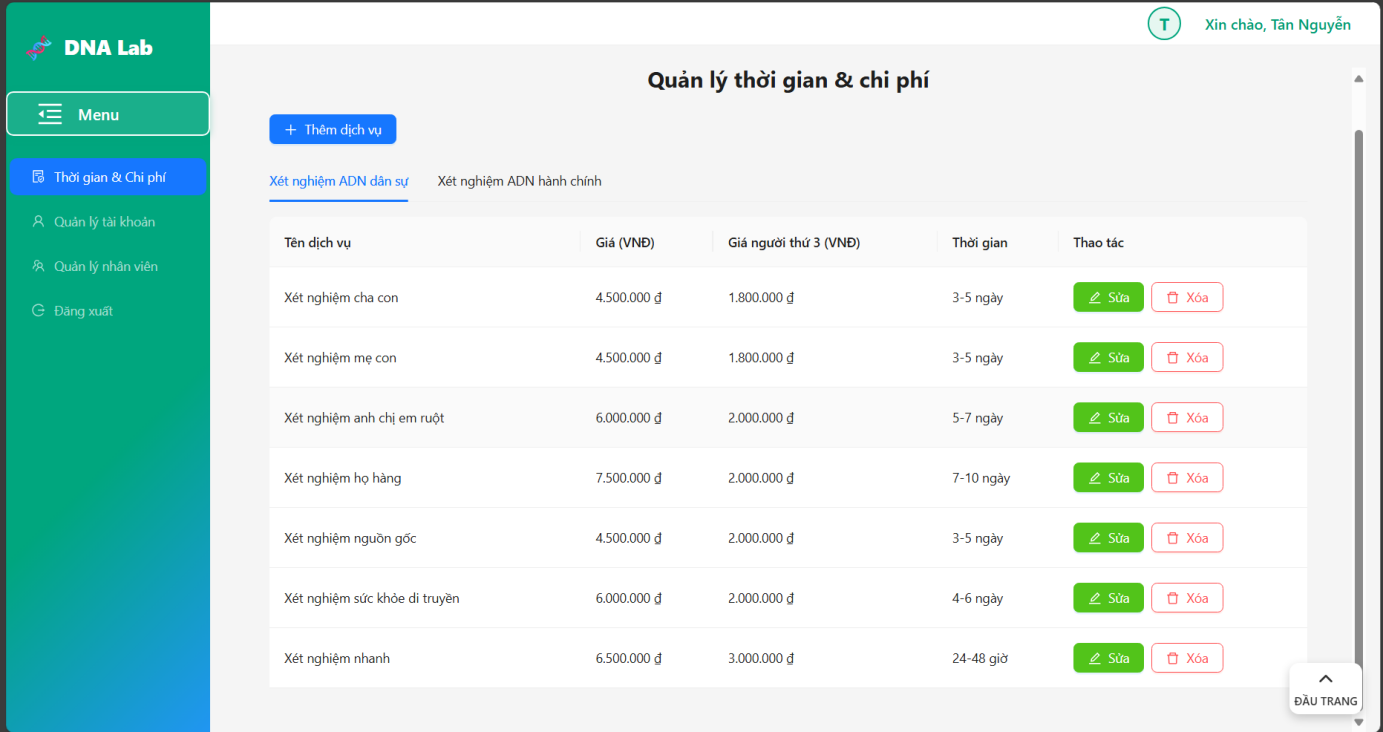 DNA Lab
Menu
Thời gian & Chi phí
Quản lý tài khoản
Quản lý nhân viên
Đăng xuất
T Xin chào, Tân Nguyễn
Quản lý thời gian & chi phí
+ Thêm dịch vụ
Xét nghiệm ADN dân sự Xét nghiệm ADN hành chính
Tên dịch vụ Giá (VNĐ) Giá người thứ 3 (VNĐ) Thời gian Thao tác
Xét nghiệm cha con 4.500.000 ₫ 1.800.000 ₫ 3-5 ngày Sửa Xóa
Xét nghiệm mẹ con 4.500.000 ₫ 1.800.000 ₫ 3-5 ngày Sửa Xóa
Xét nghiệm anh chị em ruột 6.000.000 ₫ 2.000.000 ₫ 5-7 ngày Sửa Xóa
Xét nghiệm họ hàng 7.500.000 ₫ 2.000.000 ₫ 7-10 ngày Sửa Xóa
Xét nghiệm nguồn gốc 4.500.000 ₫ 2.000.000 ₫ 3-5 ngày Sửa Xóa
Xét nghiệm sức khỏe di truyền 6.000.000 ₫ 2.000.000 ₫ 4-6 ngày Sửa Xóa
Xét nghiệm nhanh 6.500.000 ₫ 3.000.000 ₫ 24-48 giờ Sửa Xóa
ĐẦU TRANG